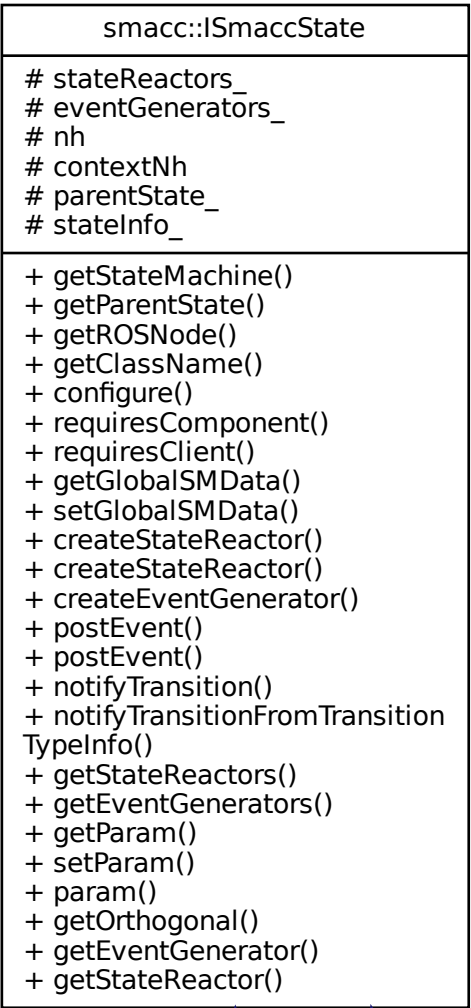 smacc::ISmaccState
# stateReactors_
# eventGenerators_
# nh
# contextNh
# parentState_
# stateInfo_
+ getStateMachine()
+ getParentState()
+ getROSNode()
+ getClassName()
+ configure()
+ requiresComponent()
+ requiresClient()
+ getGlobalSMData()
+ setGlobalSMData()
+ createStateReactor()
+ createStateReactor()
+ createEventGenerator()
+ postEvent()
+ postEvent()
+ notifyTransition()
+ notifyTransitionFromTransition
TypeInfo()
+ getStateReactors()
+ getEventGenerators()
+ getParam()
+ setParam()
+ param()
+ getOrthogonal()
+ getEventGenerator()
+ getStateReactor()